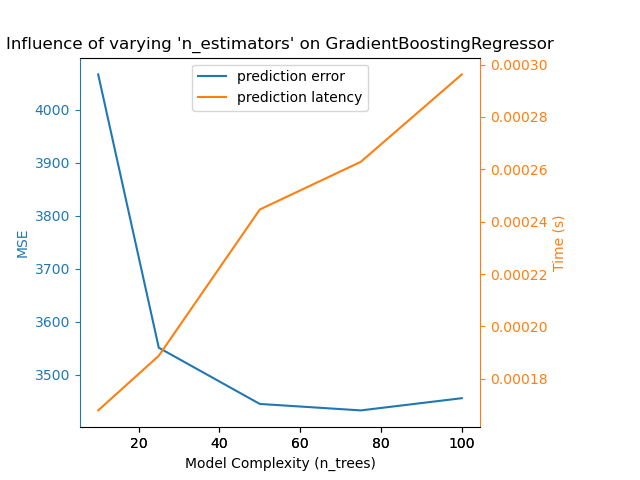 Influence of varying 'n_estimators' on GradientBoostingRegressor
prediction error
prediction latency
4000
3900
3800
3700
3600
3500
MSE
0.00030
0.00028
0.00026
0.00024
0.00022
0.00020
0.00018
Time (s)
20 40 60 80 100
Model Complexity (n_trees)